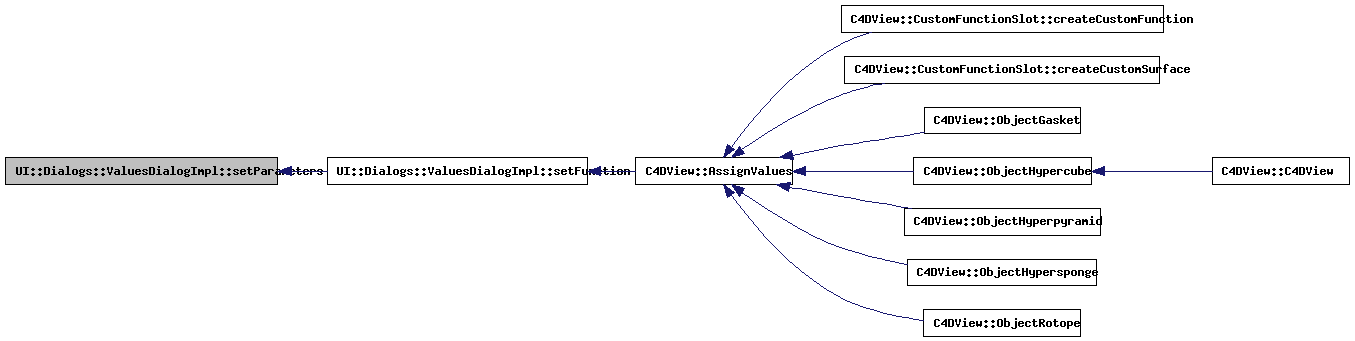 C4DView::CustomFunctionSlot::createCustomFunction
C4DView::CustomFunctionSlot::createCustomSurface
C4DView::ObjectGasket
UI::Dialogs::ValuesDialogImpl::setParameters
UI::Dialogs::ValuesDialogImpl::setFunction
C4DView::AssignValues
C4DView::ObjectHypercube
C4DView::C4DView
C4DView::ObjectHyperpyramid
C4DView::ObjectHypersponge
C4DView::ObjectRotope